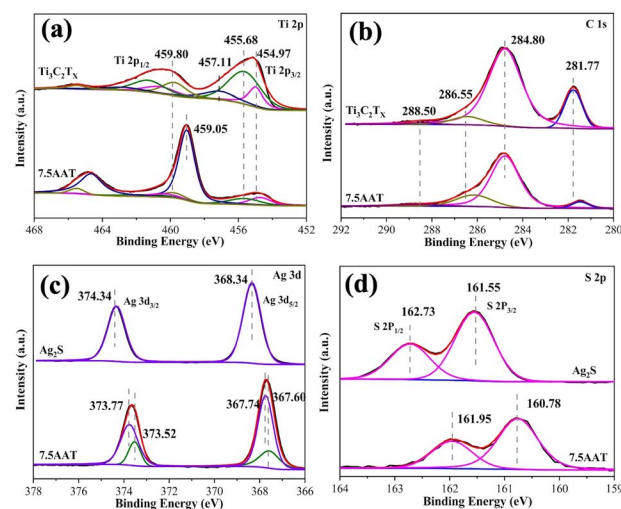 (a)
Ti 2p
455.68
459.80
454.97
Ti 2p1/2
457.11
Ti 2p3/2
Ti3C2TX
459.05
7.5AAT
Intensity (a.u.)
468 464 460 456 452
Binding Energy (eV)
(b)
C 1s
284.80
281.77
286.55
288.50
Ti3C2TX
7.5AAT
Intensity (a.u.)
292 290 288 286 284 282 280
Binding Energy (eV)
(c)
Ag 3d
368.34
374.34
Ag 3d3/2
Ag 3d5/2
Ag2S
367.74
367.60
373.77
373.52
7.5AAT
Intensity (a.u.)
378 376 374 372 370 368 366
Binding Energy (eV)
(d)
S 2p
161.55
162.73
S 2P3/2
S 2P1/2
Ag2S
160.78
161.95
7.5AAT
Intensity (a.u.)
164 163 162 161 160 159
Binding Energy (eV)